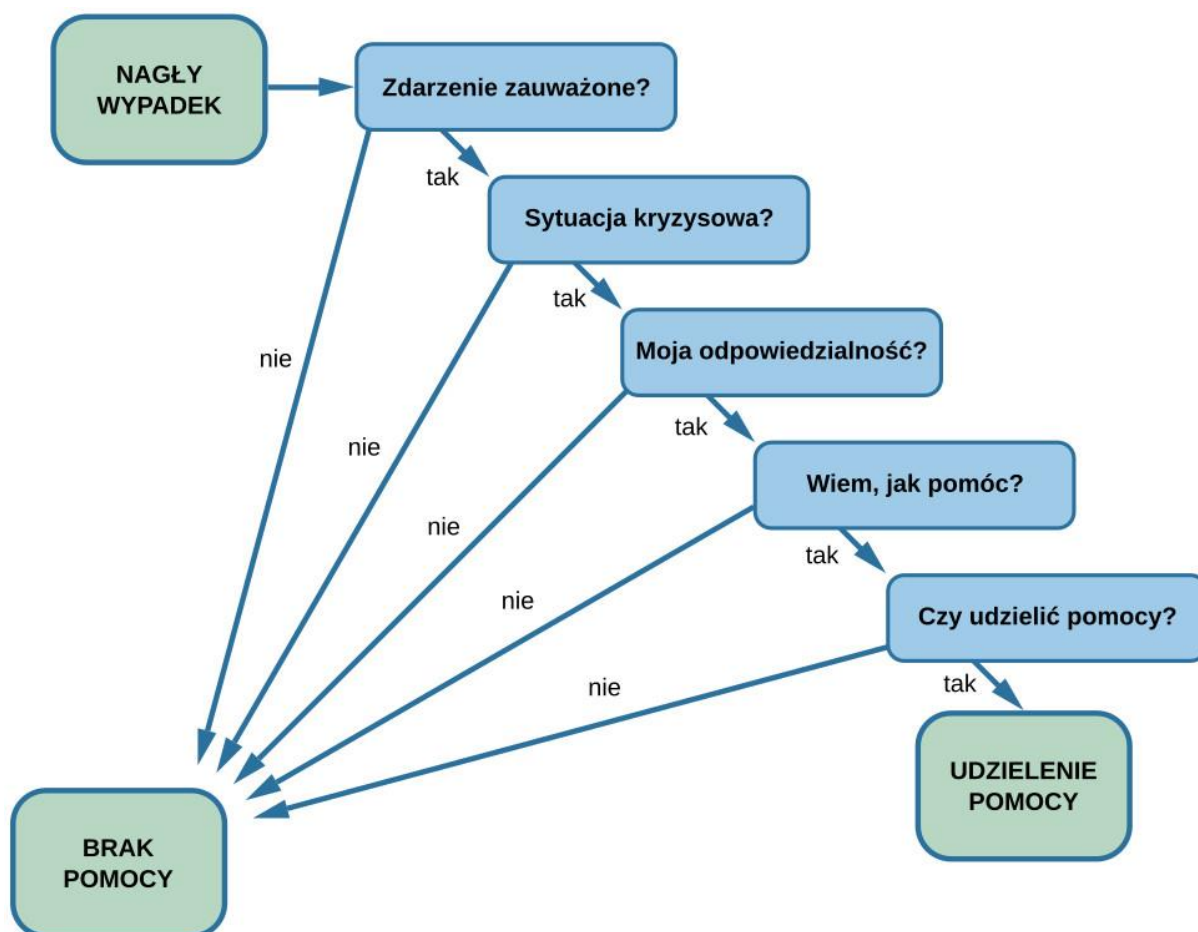 NAGŁY
WYPADEK
Zdarzenie zauważone?
tak
Sytuacja kryzysowa?
tak
Moja odpowiedzialność?
nie
tak
nie
Wiem, jak pomóc?
nie
tak
nie
Czy udzielić pomocy?
nie
tak
UDZIELENIE
POMOCY
BRAK
POMOCY